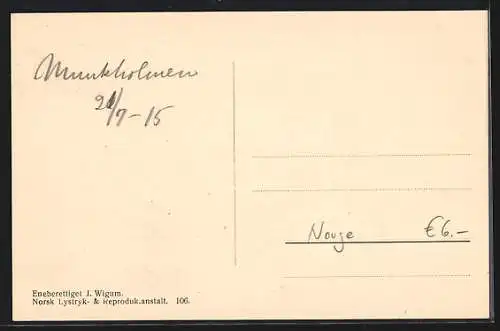 Munkholmen
21/7-15
Norge €6.-
Eneberettiget J. Wigum.
Norsk Lystryk- & Reproduk.anstalt. 106.